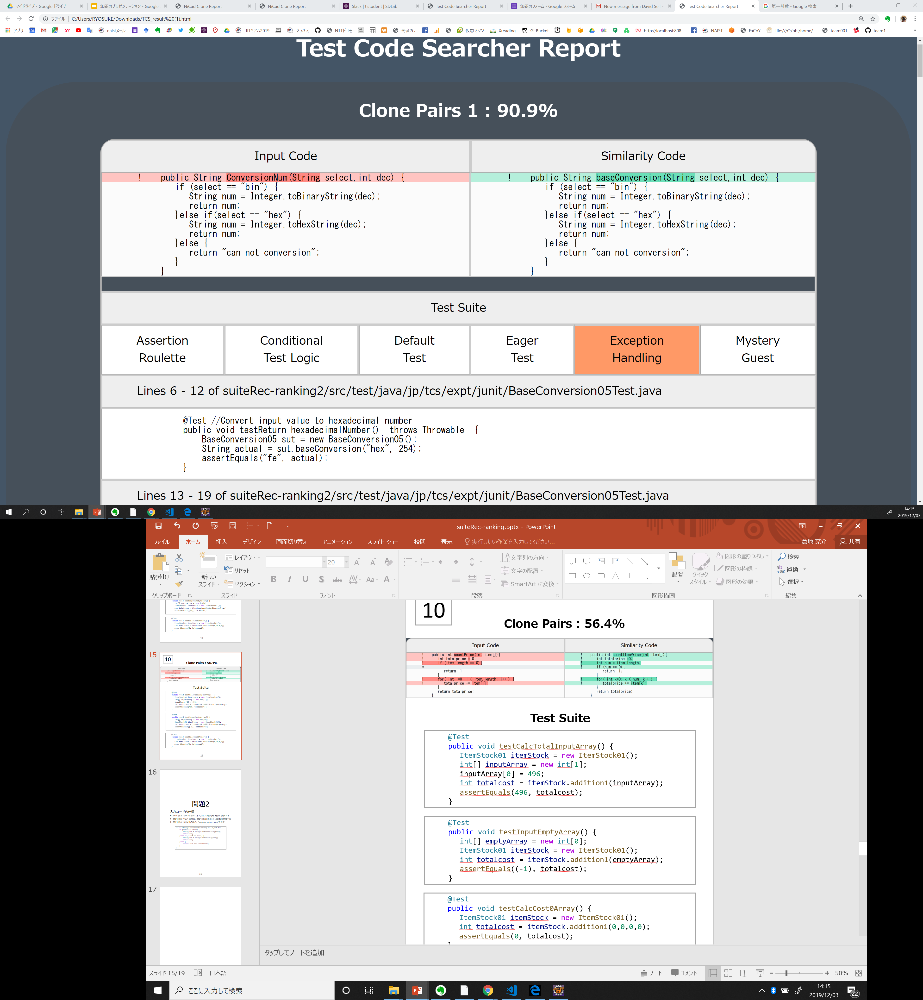 マイドライブ - Google ドライブ
無題のプレゼンテーション - Google
NiCad Clone Report
NiCad Clone Report
Slack | ! student | SDLab
Test Code Searcher Report
無題のフォーム - Google フォーム
New message from David Sell
Test Code Searcher Report
第一引数 - Google 検索
ファイル | C:/Users/RYOSUKE/Downloads/TCS_result%20(1).html
アプリ
naistメール
コロキアム2019
シラバス
NTTドコモ
発音カナ
仮想マシン
Xreading
GitBucket
http://localhost:808...
NAIST
FaCoY
file:///C:/pbl/home/...
team001
team1
Test Code Searcher Report
Clone Pairs 1 : 90.9%
Input Code
! public String ConversionNum(String select,int dec) {
if (select == "bin") {
String num = Integer.toBinaryString(dec);
return num;
}else if(select == "hex") {
String num = Integer.toHexString(dec);
return num;
}else {
return "can not conversion";
}
}
Similarity Code
! public String baseConversion(String select,int dec) {
if (select == "bin") {
String num = Integer.toBinaryString(dec);
return num;
}else if(select == "hex") {
String num = Integer.toHexString(dec);
return num;
}else {
return "can not conversion";
}
}
Test Suite
Assertion
Roulette
Conditional
Test Logic
Default
Test
Eager
Test
Exception
Handling
Mystery
Guest
Lines 6 - 12 of suiteRec-ranking2/src/test/java/jp/tcs/expt/junit/BaseConversion05Test.java
@Test //Convert input value to hexadecimal number
public void testReturn_hexadecimalNumber() throws Throwable {
BaseConversion05 sut = new BaseConversion05();
String actual = sut.baseConversion("hex", 254);
assertEquals("fe", actual);
}
Lines 13 - 19 of suiteRec-ranking2/src/test/java/jp/tcs/expt/junit/BaseConversion05Test.java
14:15
2019/12/03
suiteRec-ranking.pptx - PowerPoint
ファイル
ホーム
挿入
デザイン
画面切り替え
アニメーション
スライド ショー
校閲
表示
実行したい作業を入力してください...
倉地 亮介
共有
貼り付け
クリップボード
新しい
スライド
レイアウト
リセット
セクション
スライド
20
B I U S abc AV Aa A
フォント
文字列の方向
文字の配置
SmartArt に変換
段落
配置
クイック
スタイル
図形の塗りつぶし
図形の枠線
図形の効果
図形描画
検索
置換
選択
編集
14
15
10
Clone Pairs : 56.4%
Test Suite
15
16
問題2
入力コードの仕様
16
17
10
Clone Pairs : 56.4%
Input Code
! public int countPrice(int item[]){
! int totalprice = 0;
! if (item.length == 0){
*
return -1;
}
! for( int i=0; i < item.length; i++ ) {
! totalprice += item[i];
}
return totalprice;
}
Similarity Code
! public int countItemPrice(int item[]){
! int totalprice =0;
! int num = item.length;
! if (num == 0){
return -1;
}
! for( int k=0; k < num; k++ ) {
! totalprice += item[k];
}
return totalprice;
}
Test Suite
@Test
public void testCalcTotalInputArray() {
ItemStock01 itemStock = new ItemStock01();
int[] inputArray = new int[1];
inputArray[0] = 496;
int totalcost = itemStock.addition1(inputArray);
assertEquals(496, totalcost);
}
@Test
public void testInputEmptyArray() {
int[] emptyArray = new int[0];
ItemStock01 itemStock = new ItemStock01();
int totalcost = itemStock.addition1(emptyArray);
assertEquals((-1), totalcost);
}
@Test
public void testCalcCost0Array() {
ItemStock01 itemStock = new ItemStock01();
int totalcost = itemStock.addition1(0,0,0,0);
assertEquals(0, totalcost);
タップしてノートを追加
スライド 15/19
日本語
ノート
コメント
50%
ここに入力して検索
14:15
2019/12/03
22